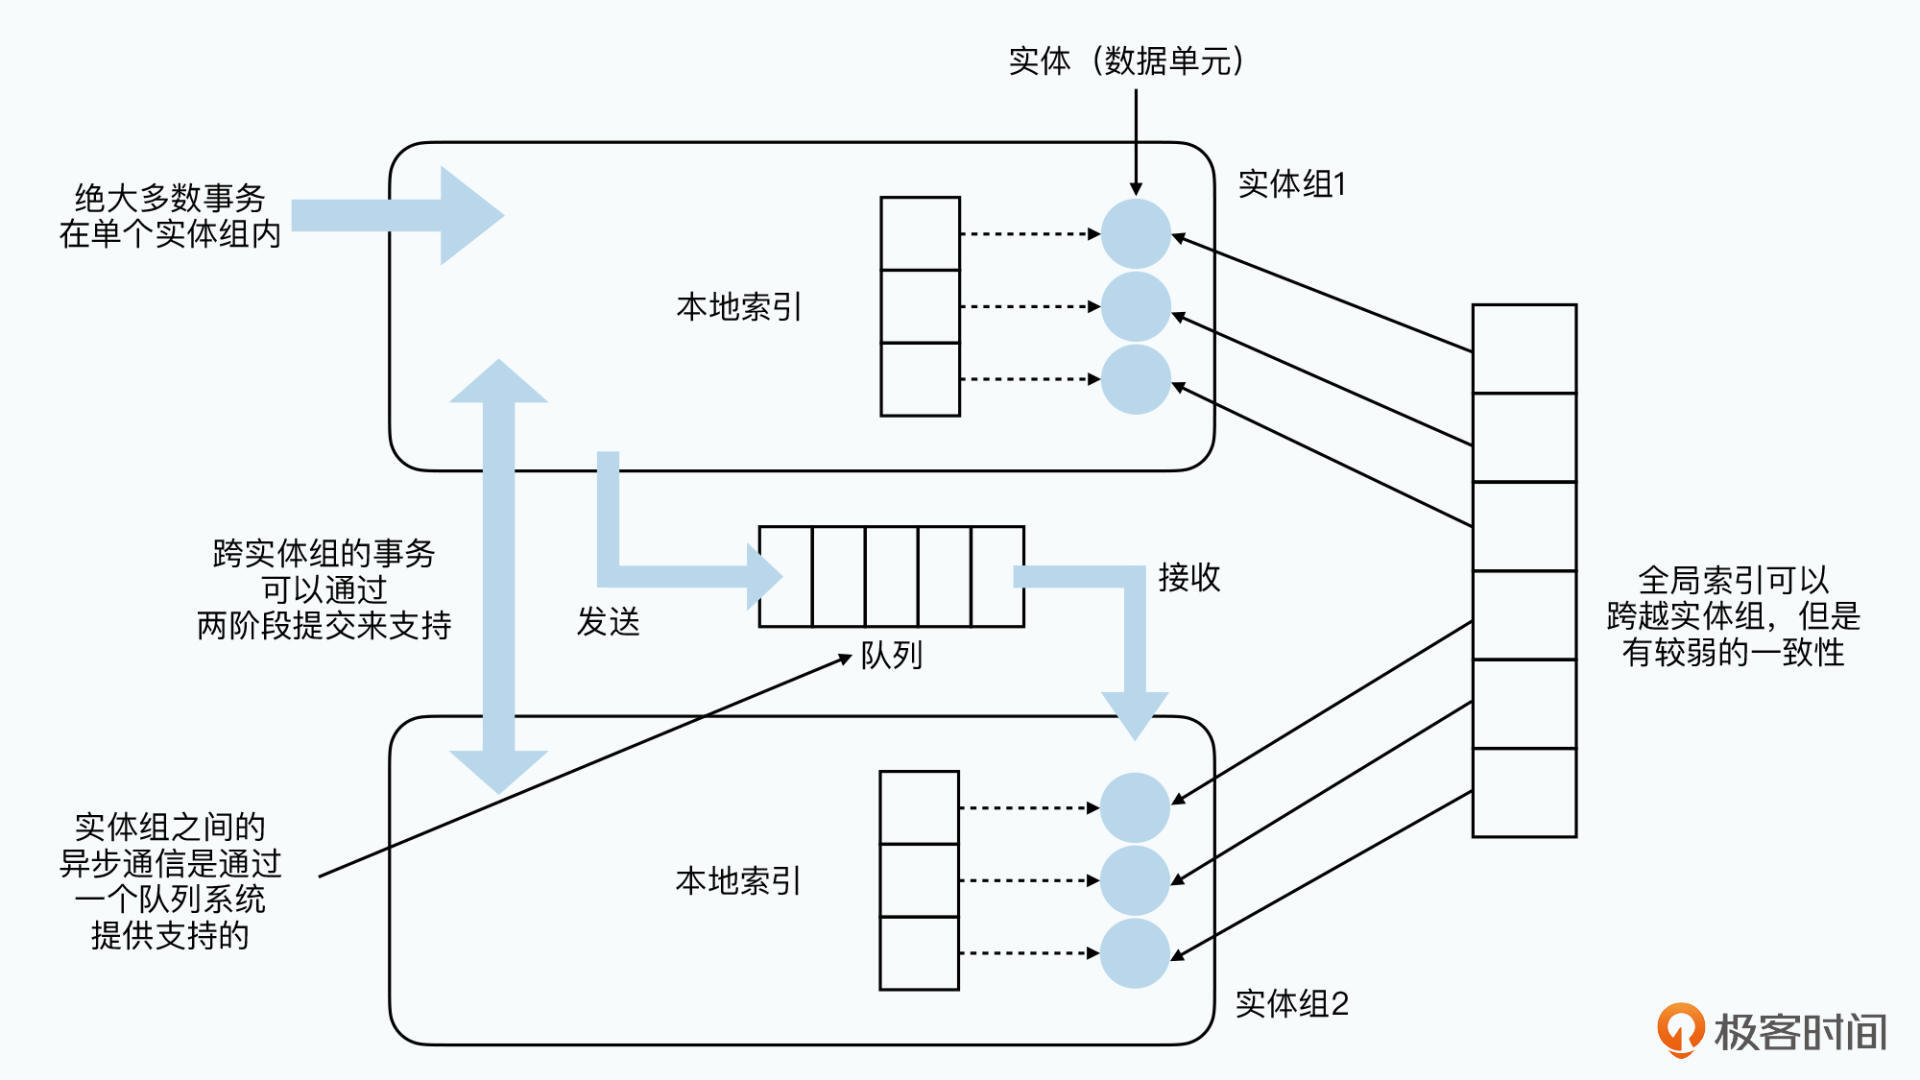 实体（数据单元）
实体组1
绝大多数事务
在单个实体组内
本地索引
跨实体组的事务
可以通过
两阶段提交来支持
发送
队列
接收
全局索引可以
跨越实体组，但是
有较弱的一致性
实体组之间的
异步通信是通过
一个队列系统
提供支持的
本地索引
实体组2
极客时间